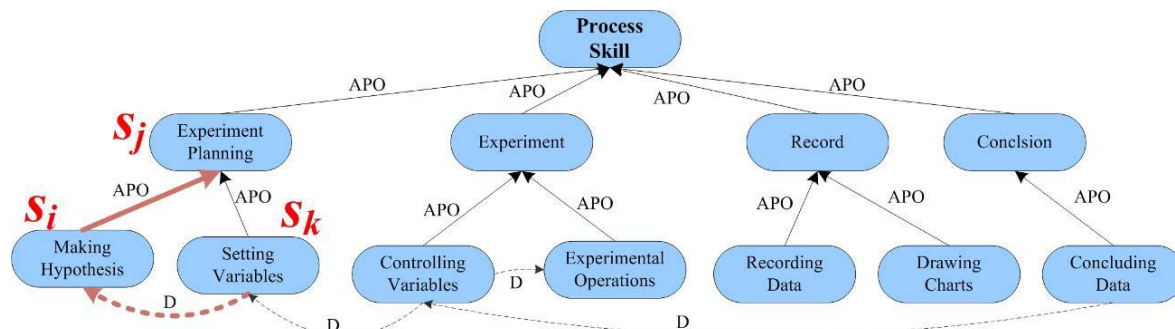 Process
Skill
APO
APO
APO
APO
Sj
Experiment
Planning
Experiment
Record
Conclsion
APO
APO
APO
APO
APO
APO
APO
Si
Sk
Making
Hypothesis
Setting
Variables
Controlling
Variables
Experimental
Operations
Recording
Data
Drawing
Charts
Concluding
Data
D
D
D
D